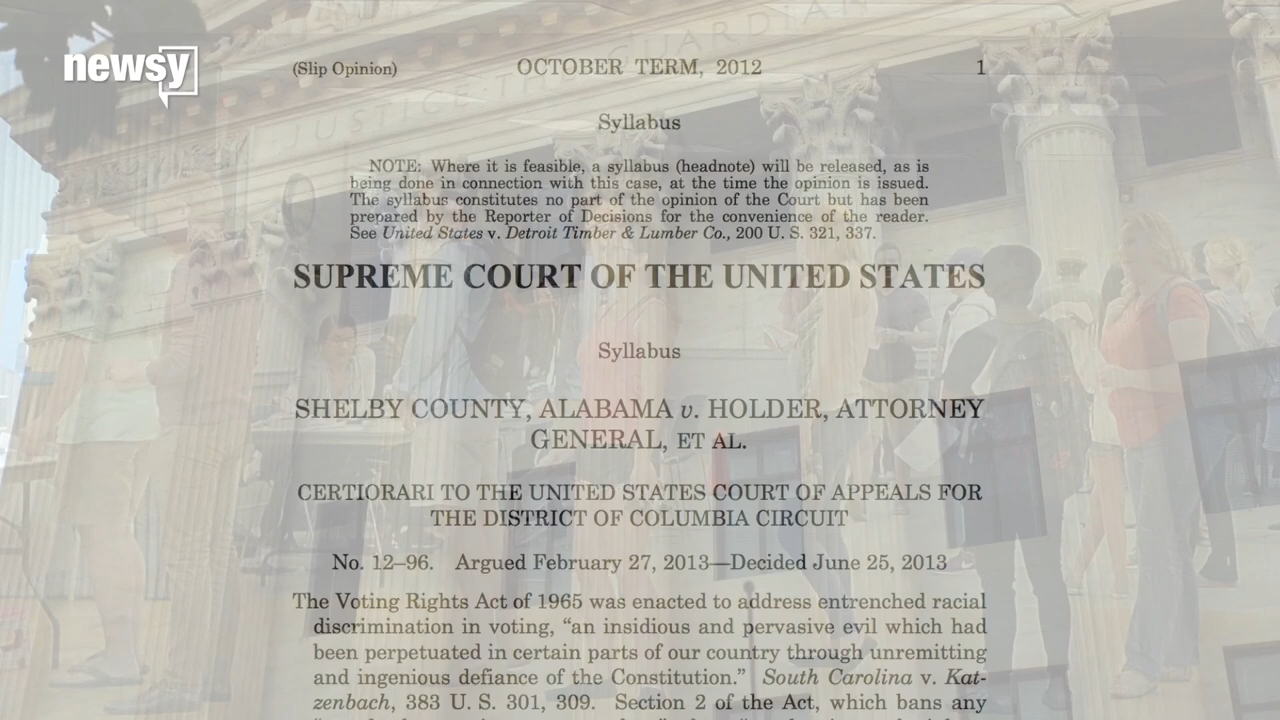 newsy
(Slip Opinion) OCTOBER TERM, 2012 1
Syllabus
NOTE: Where it is feasible, a syllabus (headnote) will be released, as is
being done in connection with this case, at the time the opinion is issued.
The syllabus constitutes no part of the opinion of the Court but has been
prepared by the Reporter of Decisions for the convenience of the reader.
See United States v. Detroit Timber & Lumber Co., 200 U. S. 321, 337.
SUPREME COURT OF THE UNITED STATES
Syllabus
SHELBY COUNTY, ALABAMA v. HOLDER, ATTORNEY
GENERAL, ET AL.
CERTIORARI TO THE UNITED STATES COURT OF APPEALS FOR
THE DISTRICT OF COLUMBIA CIRCUIT
No. 12–96. Argued February 27, 2013—Decided June 25, 2013
The Voting Rights Act of 1965 was enacted to address entrenched racial
discrimination in voting, “an insidious and pervasive evil which had
been perpetuated in certain parts of our country through unremitting
and ingenious defiance of the Constitution.” South Carolina v. Kat-
zenbach, 383 U. S. 301, 309. Section 2 of the Act, which bans any
JUSTICE THE GUARDIAN